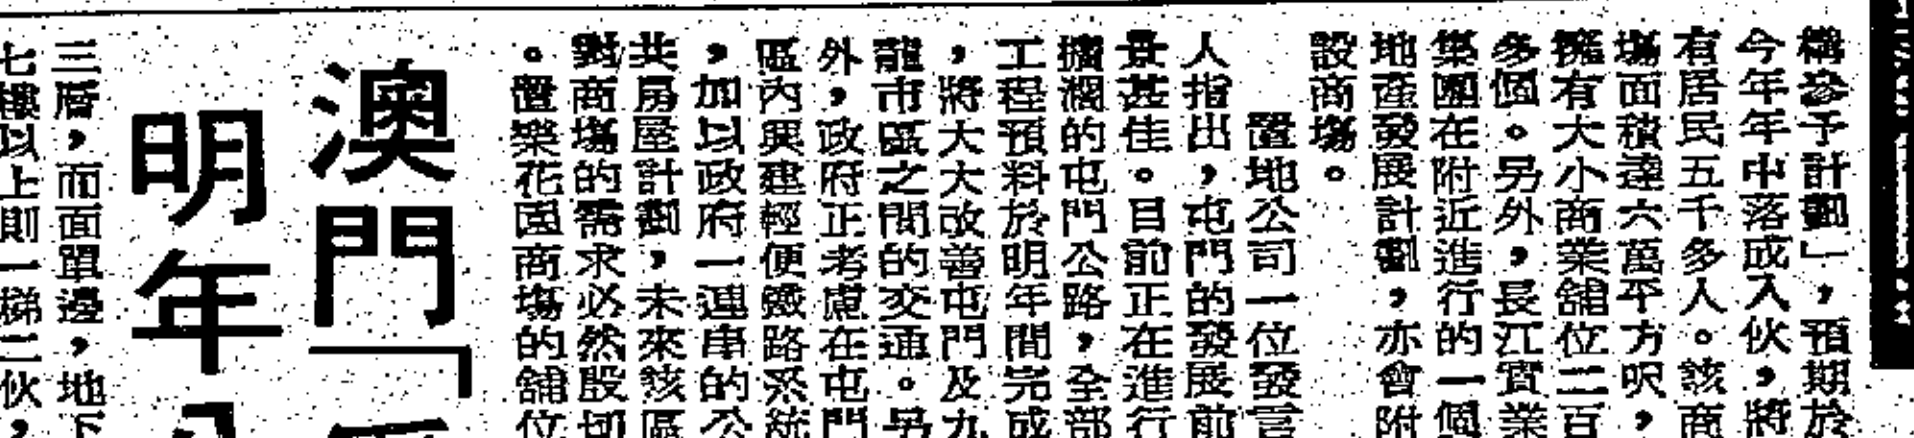 構參予計劃」，預期於
今年年中落成入伙，將
有居民五千多人。該商
場面積達六萬平方呎，
擁有大小商業舖位二百
多個。另外，長江實業
集團在附近進行的一個
地產發展計劃，亦會附
設商場。
置地公司一位發言
人指出，屯門的發展前
景甚佳。目前正在進行
擴濶的屯門公路，全部
工程預料於明年間完成
，將大大改善屯門及九
龍市區之間的交通。另
外，政府正考慮在屯門
區內興建輕便鐵路系統
，加以政府一連串的公
共房屋計劃，未來該區
對商場的需求必然殷切
。置樂花園商場的舖位
澳門「
明年八
三層，而面單邊，地下
七樓以上則一梯二伙，